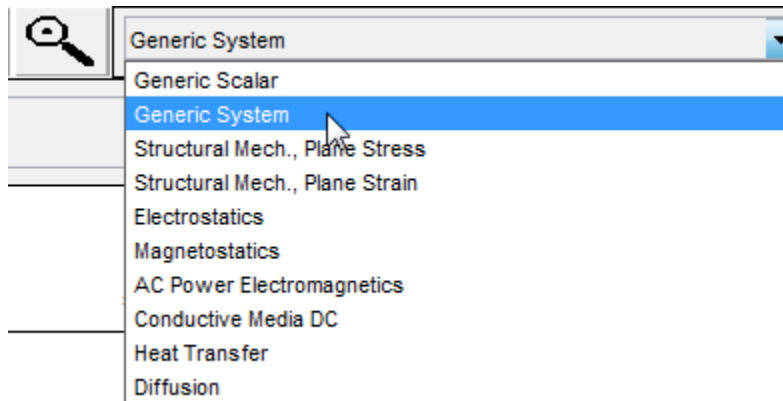 Generic System
Generic Scalar
Generic System
Structural Mech., Plane Stress
Structural Mech., Plane Strain
Electrostatics
Magnetostatics
AC Power Electromagnetics
Conductive Media DC
Heat Transfer
Diffusion